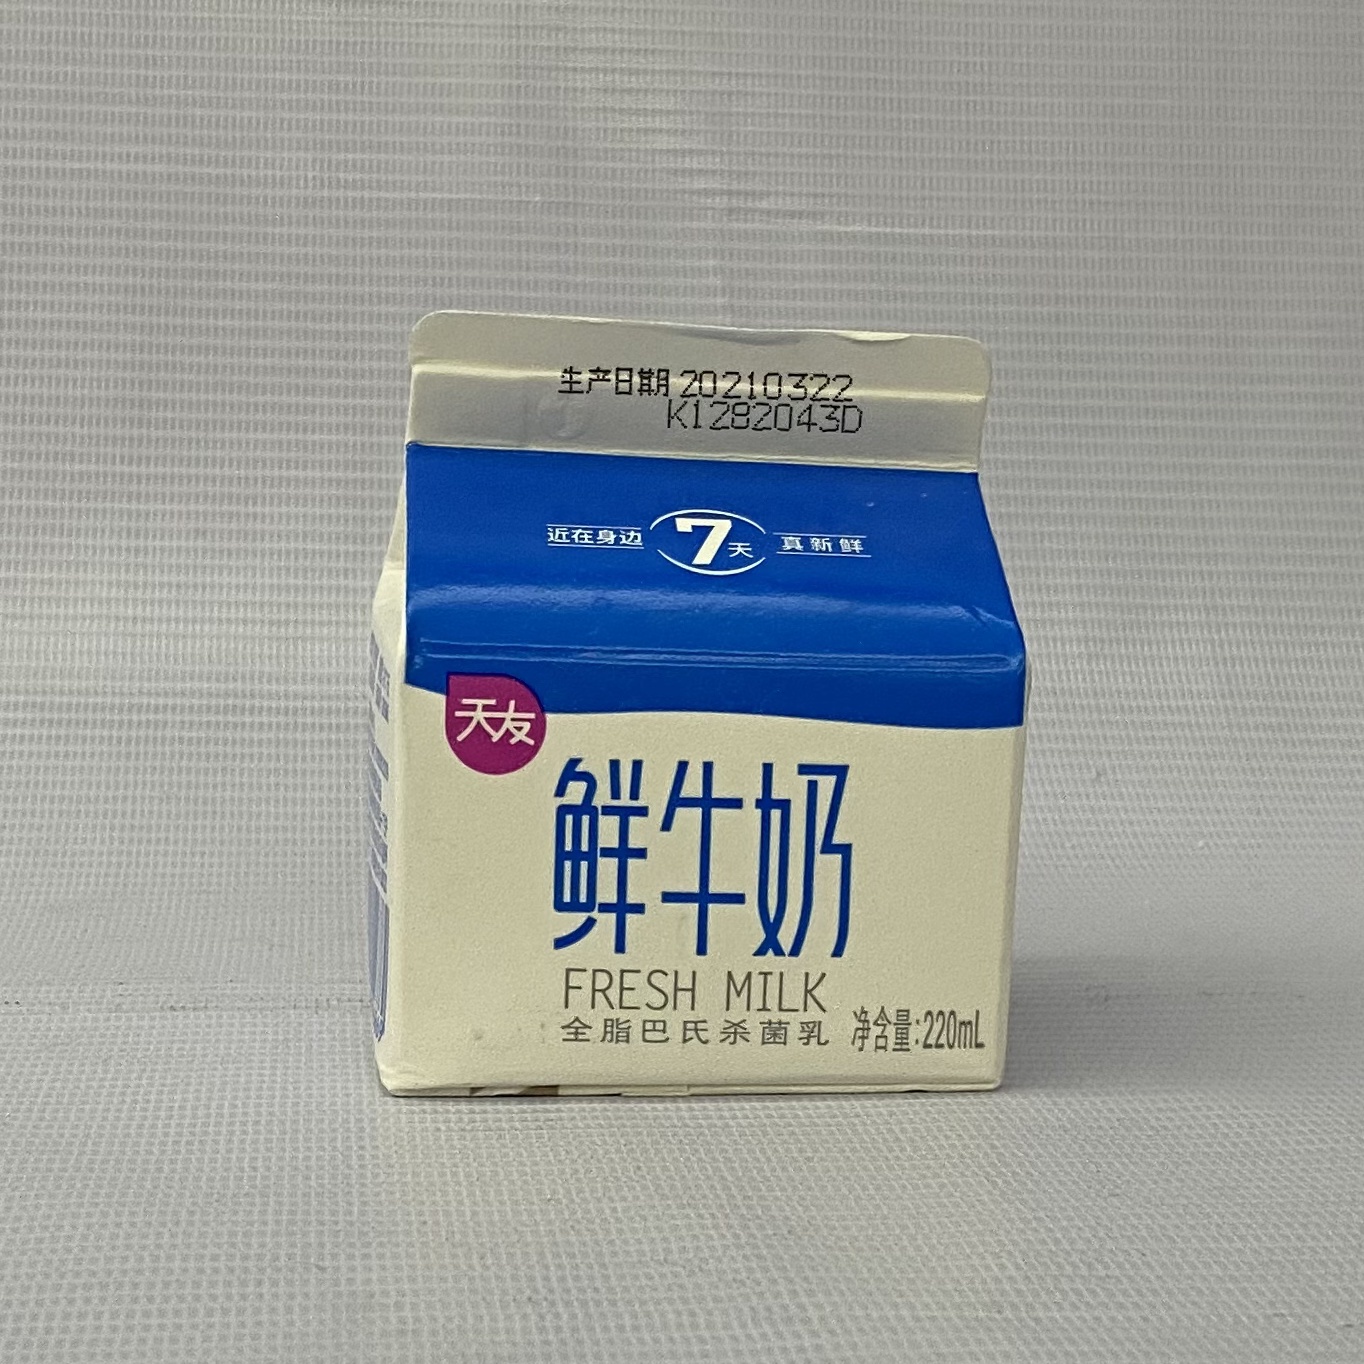 生产日期 20210322
K1282043D
近在身边 7天 真新鲜
天友
鲜牛奶
FRESH MILK
全脂巴氏杀菌乳 净含量:220mL